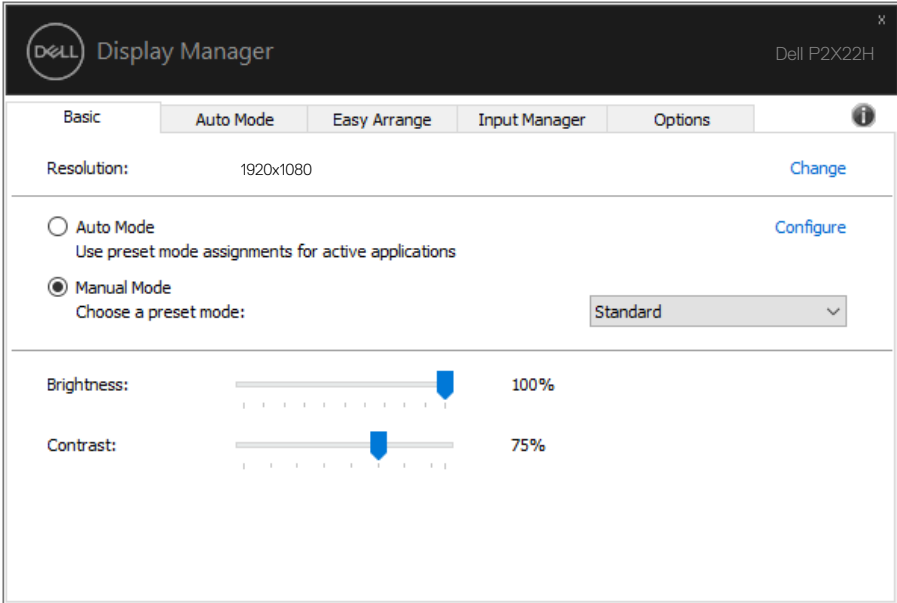 DELL Display Manager
x
Dell P2X22H
Basic Auto Mode Easy Arrange Input Manager Options i
Resolution: 1920x1080 Change
Auto Mode Configure
Use preset mode assignments for active applications
Manual Mode
Choose a preset mode: Standard
Brightness: 100%
Contrast: 75%